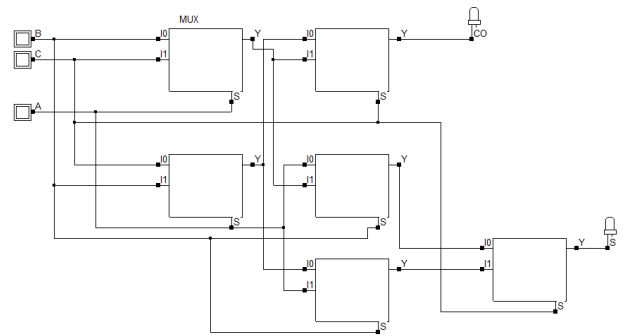 MUX
B I0 Y I0 Y CO
C I1 I1
A S S
I0 Y I0 Y
I1 I1
S S
I0 Y S
I0 Y I1
I1
S S